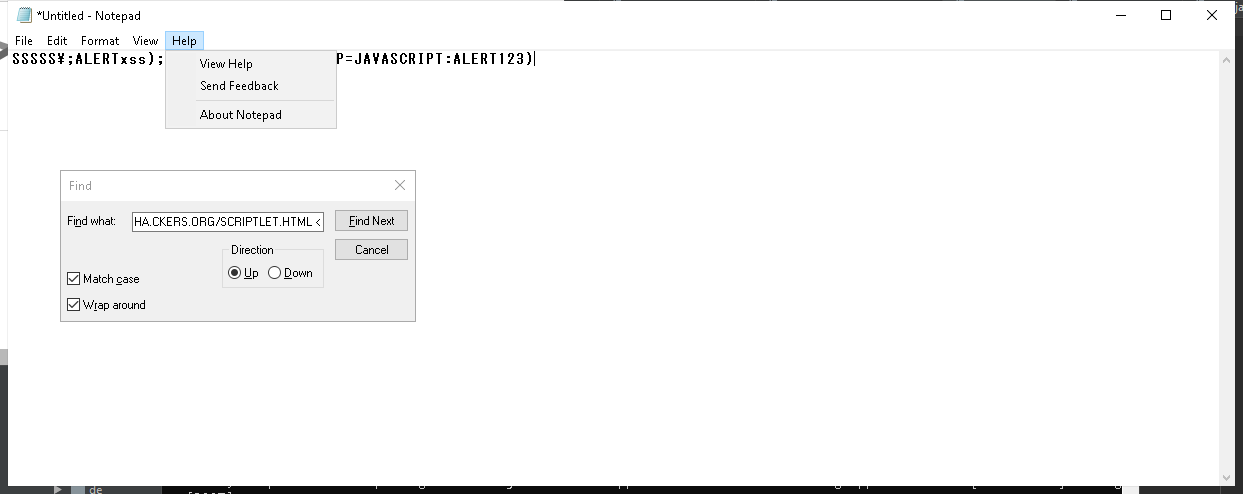 *Untitled - Notepad
File Edit Format View Help
SSSSS¥;ALERTxss); P=JAVASCRIPT:ALERT123)
View Help
Send Feedback
About Notepad
Find
Find what: HA.CKERS.ORG/SCRIPTLET.HTML < Find Next
Direction Cancel
Up Down
Match case
Wrap around
de